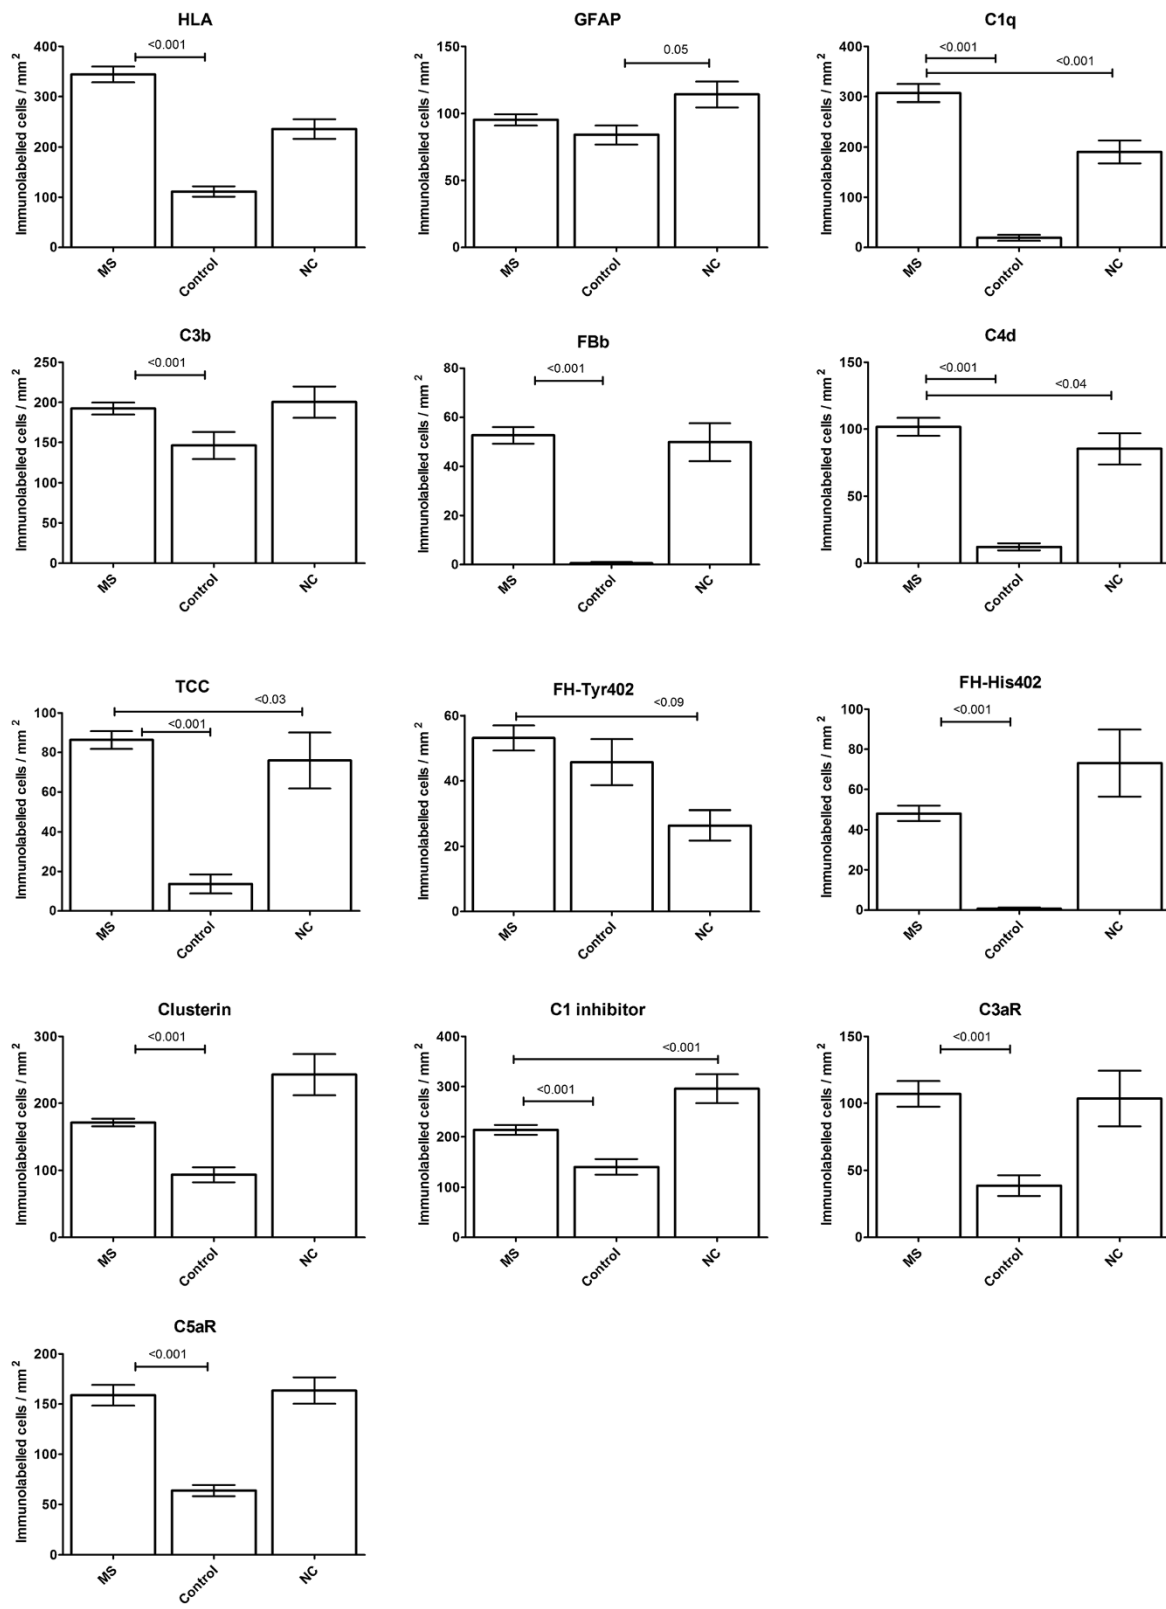 HLA
<0.001
Immunolabelled cells / mm²
400
300
200
100
0
MS
Control
NC
GFAP
0.05
Immunolabelled cells / mm²
150
100
50
0
MS
Control
NC
C1q
<0.001
<0.001
Immunolabelled cells / mm²
400
300
200
100
0
MS
Control
NC
C3b
<0.001
Immunolabelled cells / mm²
250
200
150
100
50
0
MS
Control
NC
FBb
<0.001
Immunolabelled cells / mm²
80
60
40
20
0
MS
Control
NC
C4d
<0.001
<0.04
Immunolabelled cells / mm²
150
100
50
0
MS
Control
NC
TCC
<0.03
<0.001
Immunolabelled cells / mm²
100
80
60
40
20
0
MS
Control
NC
FH-Tyr402
<0.09
Immunolabelled cells / mm²
60
40
20
0
MS
Control
NC
FH-His402
<0.001
Immunolabelled cells / mm²
100
80
60
40
20
0
MS
Control
NC
Clusterin
<0.001
Immunolabelled cells / mm²
300
200
100
0
MS
Control
NC
C1 inhibitor
<0.001
<0.001
Immunolabelled cells / mm²
400
300
200
100
0
MS
Control
NC
C3aR
<0.001
Immunolabelled cells / mm²
150
100
50
0
MS
Control
NC
C5aR
<0.001
Immunolabelled cells / mm²
200
150
100
50
0
MS
Control
NC